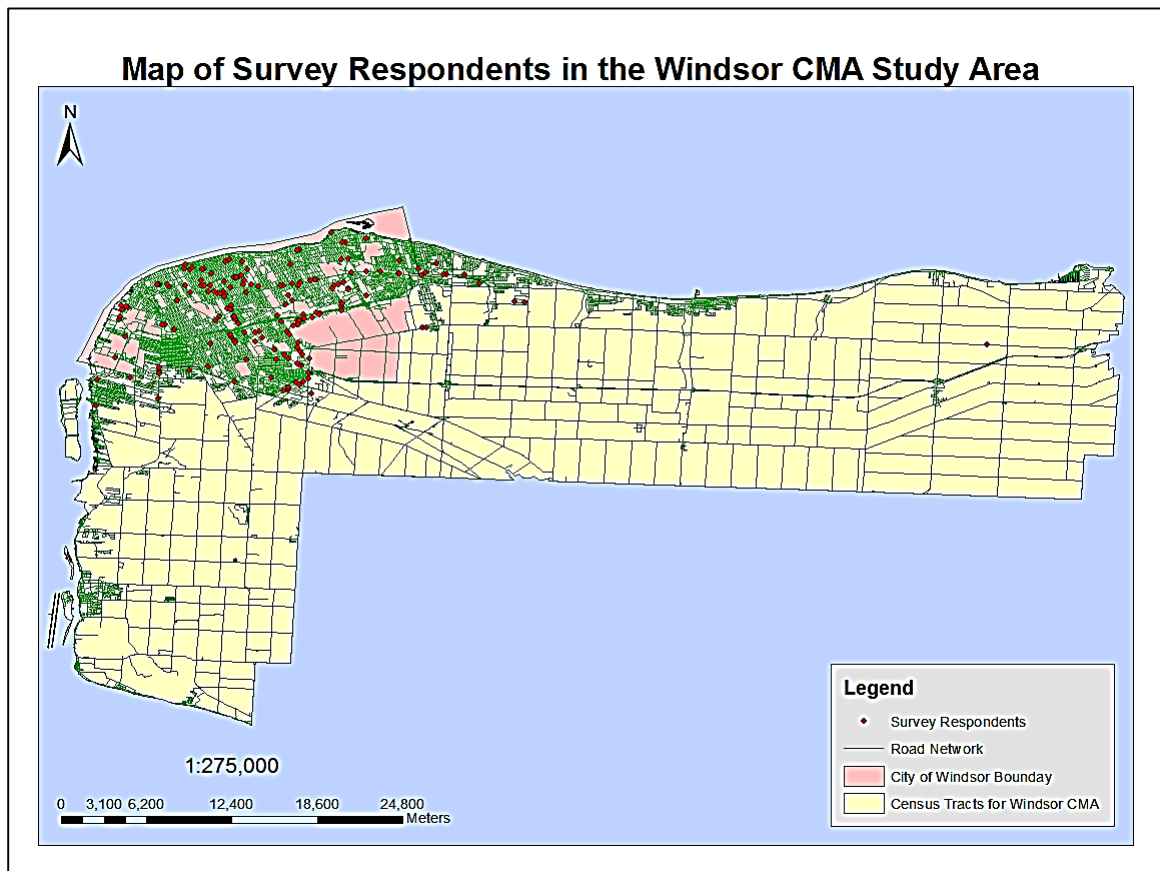 Map of Survey Respondents in the Windsor CMA Study Area
N
Legend
Survey Respondents
Road Network
City of Windsor Bounday
Census Tracts for Windsor CMA
1:275,000
0 3,100 6,200 12,400 18,600 24,800
Meters